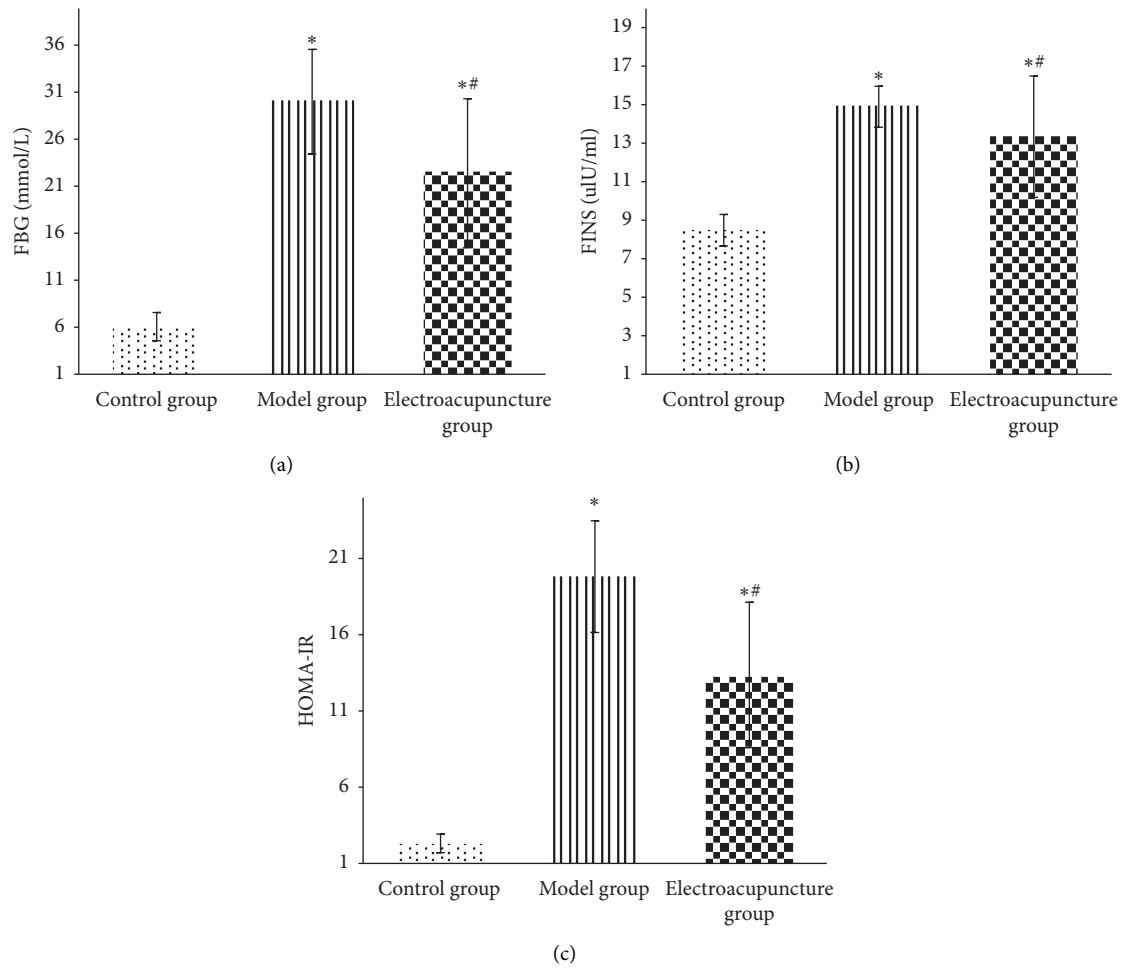 FBG (mmol/L)
36
31
26
21
16
11
6
1
*
*#
Control group
Model group
Electroacupuncture
group
(a)
FINS (uIU/ml)
19
17
15
13
11
9
7
5
3
1
*
*#
Control group
Model group
Electroacupuncture
group
(b)
HOMA-IR
21
16
11
6
1
*
*#
Control group
Model group
Electroacupuncture
group
(c)